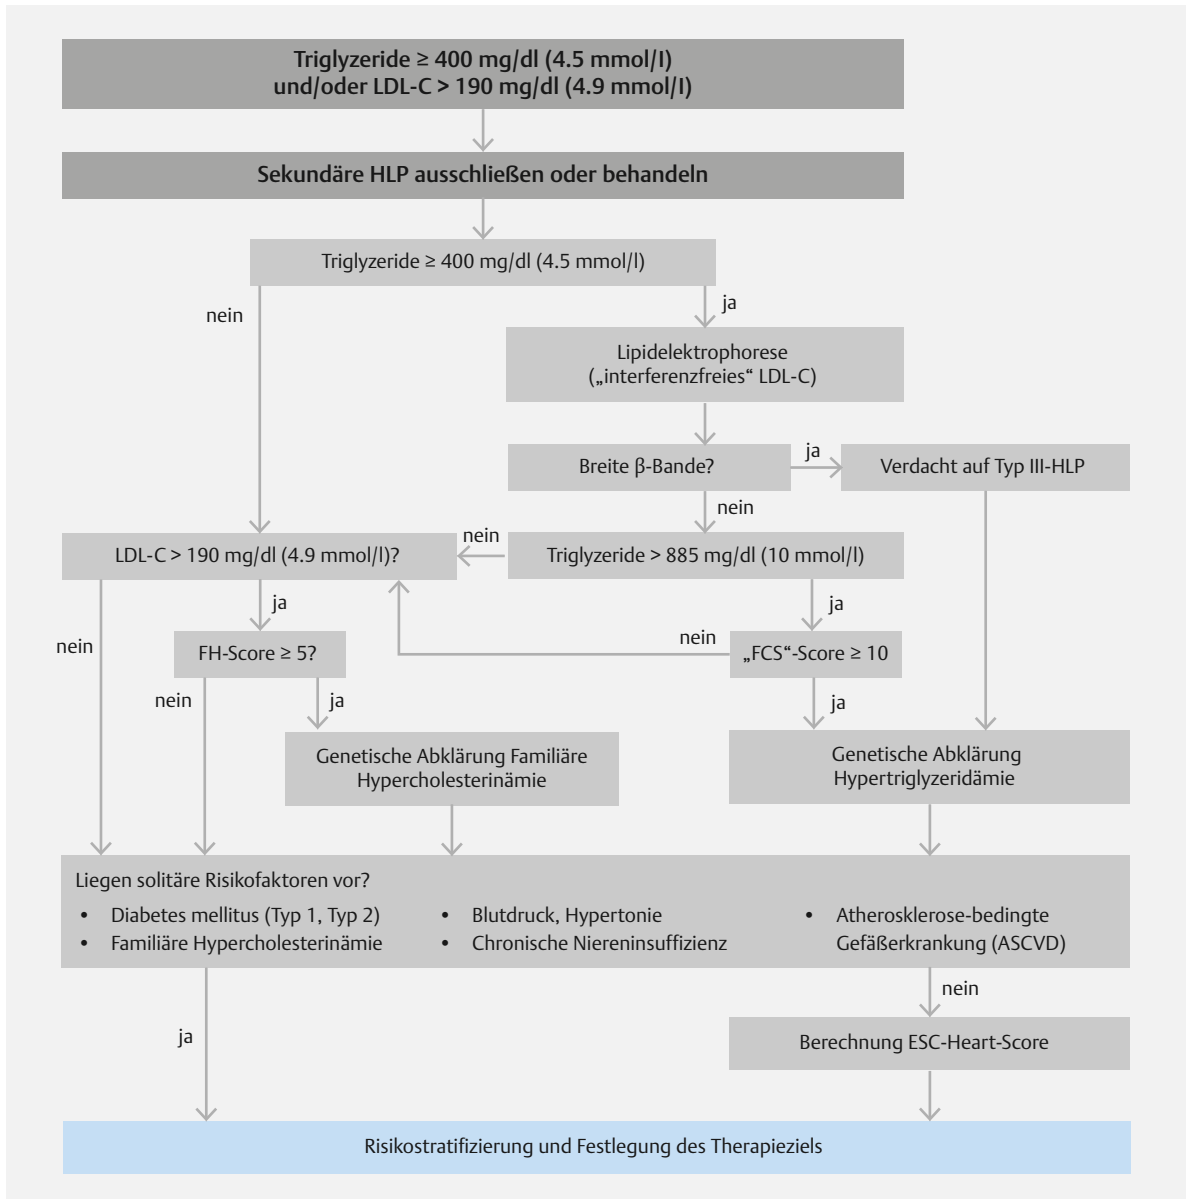 Triglyzeride ≥ 400 mg/dl (4.5 mmol/l)
und/oder LDL-C > 190 mg/dl (4.9 mmol/l)
Sekundäre HLP ausschließen oder behandeln
Triglyzeride ≥ 400 mg/dl (4.5 mmol/l)
nein
ja
Lipidelektrophorese
(„interferenzfreies“ LDL-C)
Breite β-Bande?
ja
Verdacht auf Typ III-HLP
nein
LDL-C > 190 mg/dl (4.9 mmol/l)?
nein
Triglyzeride > 885 mg/dl (10 mmol/l)
ja
ja
nein
FH-Score ≥ 5?
nein
„FCS“-Score ≥ 10
nein
ja
ja
Genetische Abklärung Familiäre
Hypercholesterinämie
Genetische Abklärung
Hypertriglyzeridämie
Liegen solitäre Risikofaktoren vor?
• Diabetes mellitus (Typ 1, Typ 2)
• Familiäre Hypercholesterinämie
• Blutdruck, Hypertonie
• Chronische Niereninsuffizienz
• Atherosklerose-bedingte
Gefäßerkrankung (ASCVD)
nein
ja
Berechnung ESC-Heart-Score
Risikostratifizierung und Festlegung des Therapieziels